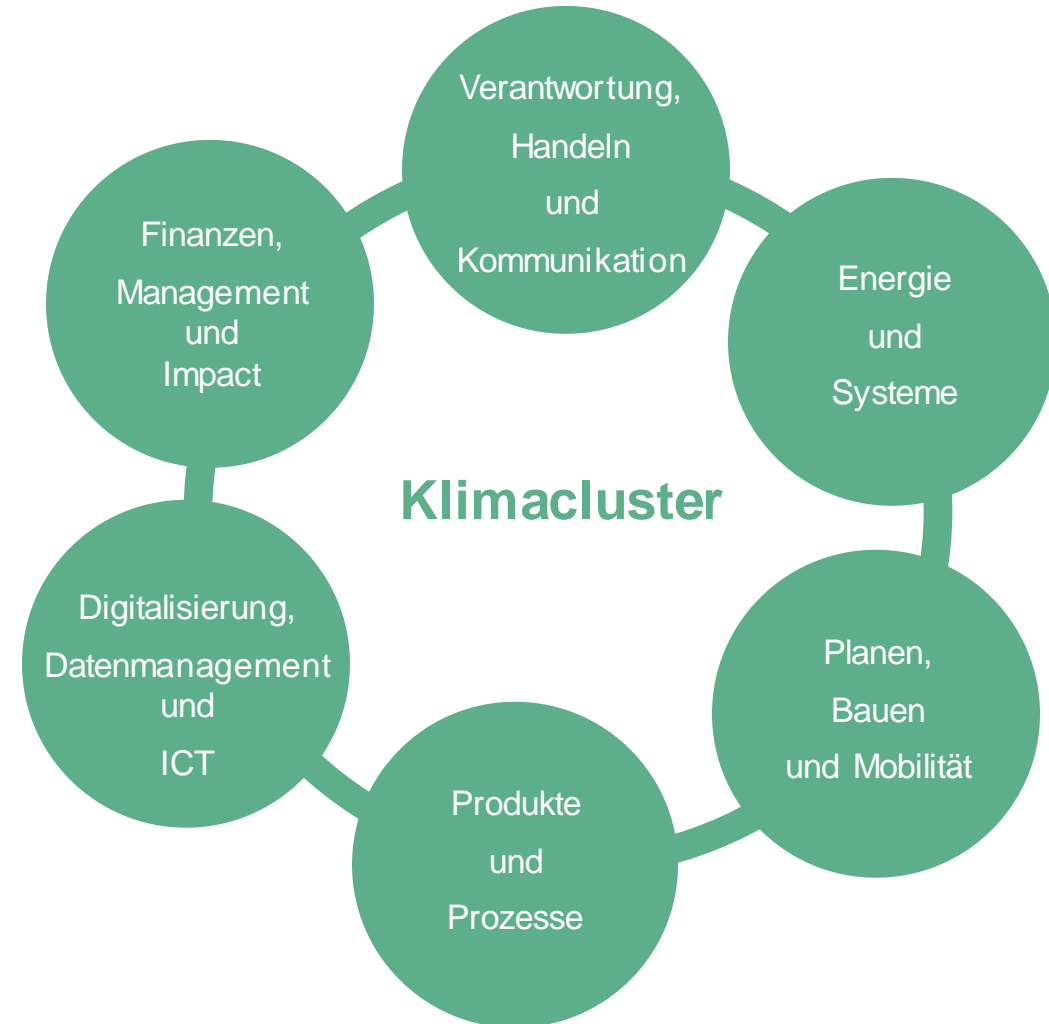 Verantwortung,
Handeln
und
Kommunikation
Energie
und
Systeme
Planen,
Bauen
und Mobilität
Produkte
und
Prozesse
Digitalisierung,
Datenmanagement
und
ICT
Finanzen,
Management
und
Impact
Klimacluster